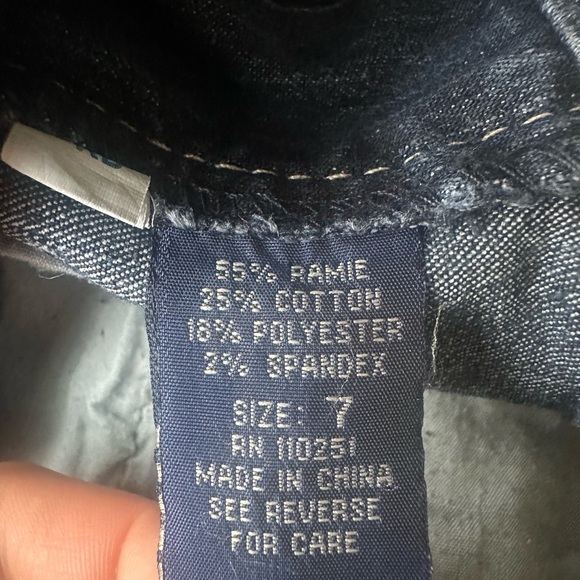 55% RAMIE
25% COTTON
18% POLYESTER
2% SPANDEX
SIZE: 7
RN 110251
MADE IN CHINA
SEE REVERSE
FOR CARE